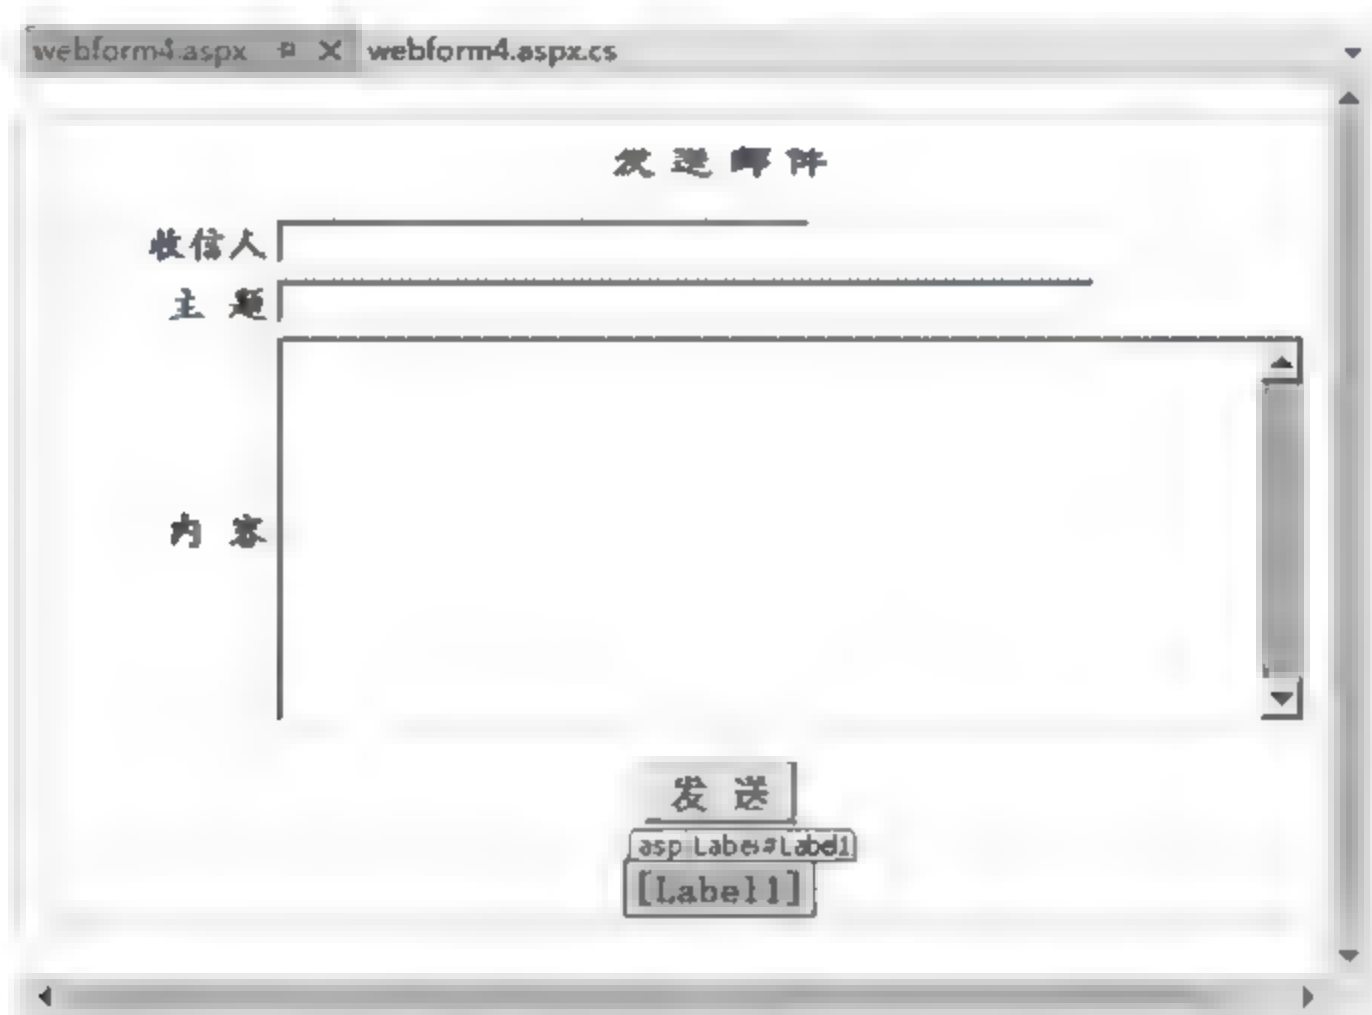 webform4.aspx webform4.aspx.cs
发送邮件
收信人
主 题
内 容
发 送
asp:Label#Label1
[Label1]